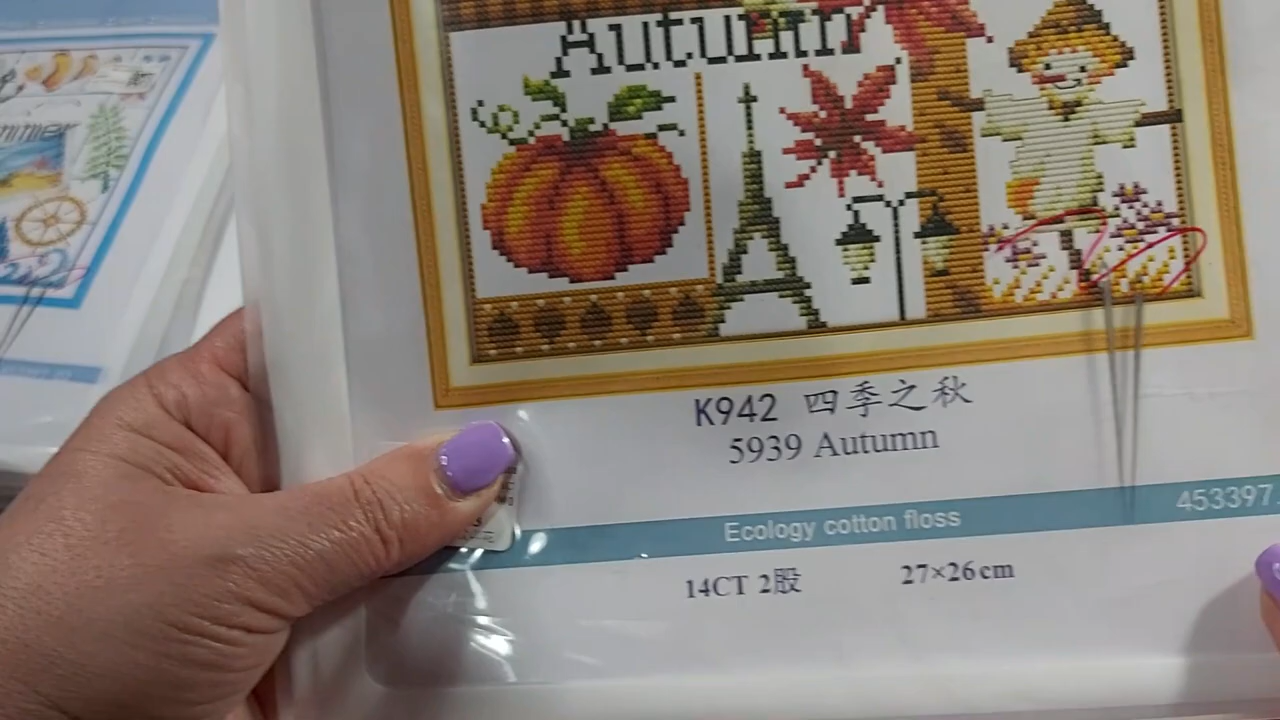 Autumn
K942 四季之秋
5939 Autumn
Ecology cotton floss
453397
14CT 2股
27×26cm